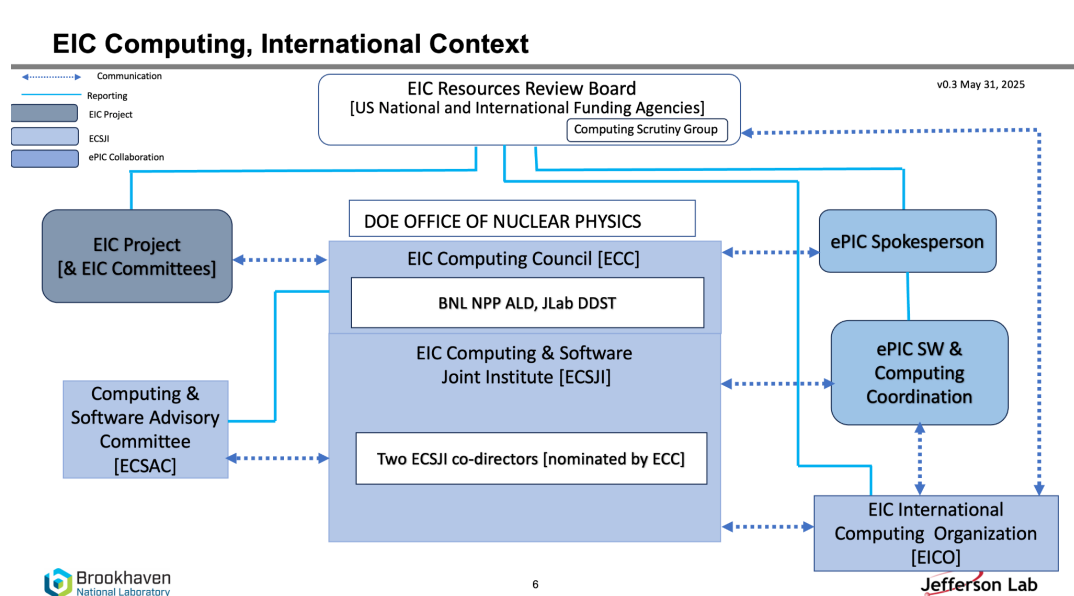 EIC Computing, International Context
Communication
Reporting
EIC Project
ECSJI
ePIC Collaboration
v0.3 May 31, 2025
EIC Resources Review Board
[US National and International Funding Agencies]
Computing Scrutiny Group
DOE OFFICE OF NUCLEAR PHYSICS
EIC Project
[& EIC Committees]
EIC Computing Council [ECC]
BNL NPP ALD, JLab DDST
ePIC Spokesperson
EIC Computing & Software
Joint Institute [ECSJI]
Two ECSJI co-directors [nominated by ECC]
ePIC SW &
Computing
Coordination
Computing &
Software Advisory
Committee
[ECSAC]
EIC International
Computing Organization
[EICO]
Brookhaven
National Laboratory
6
Jefferson Lab